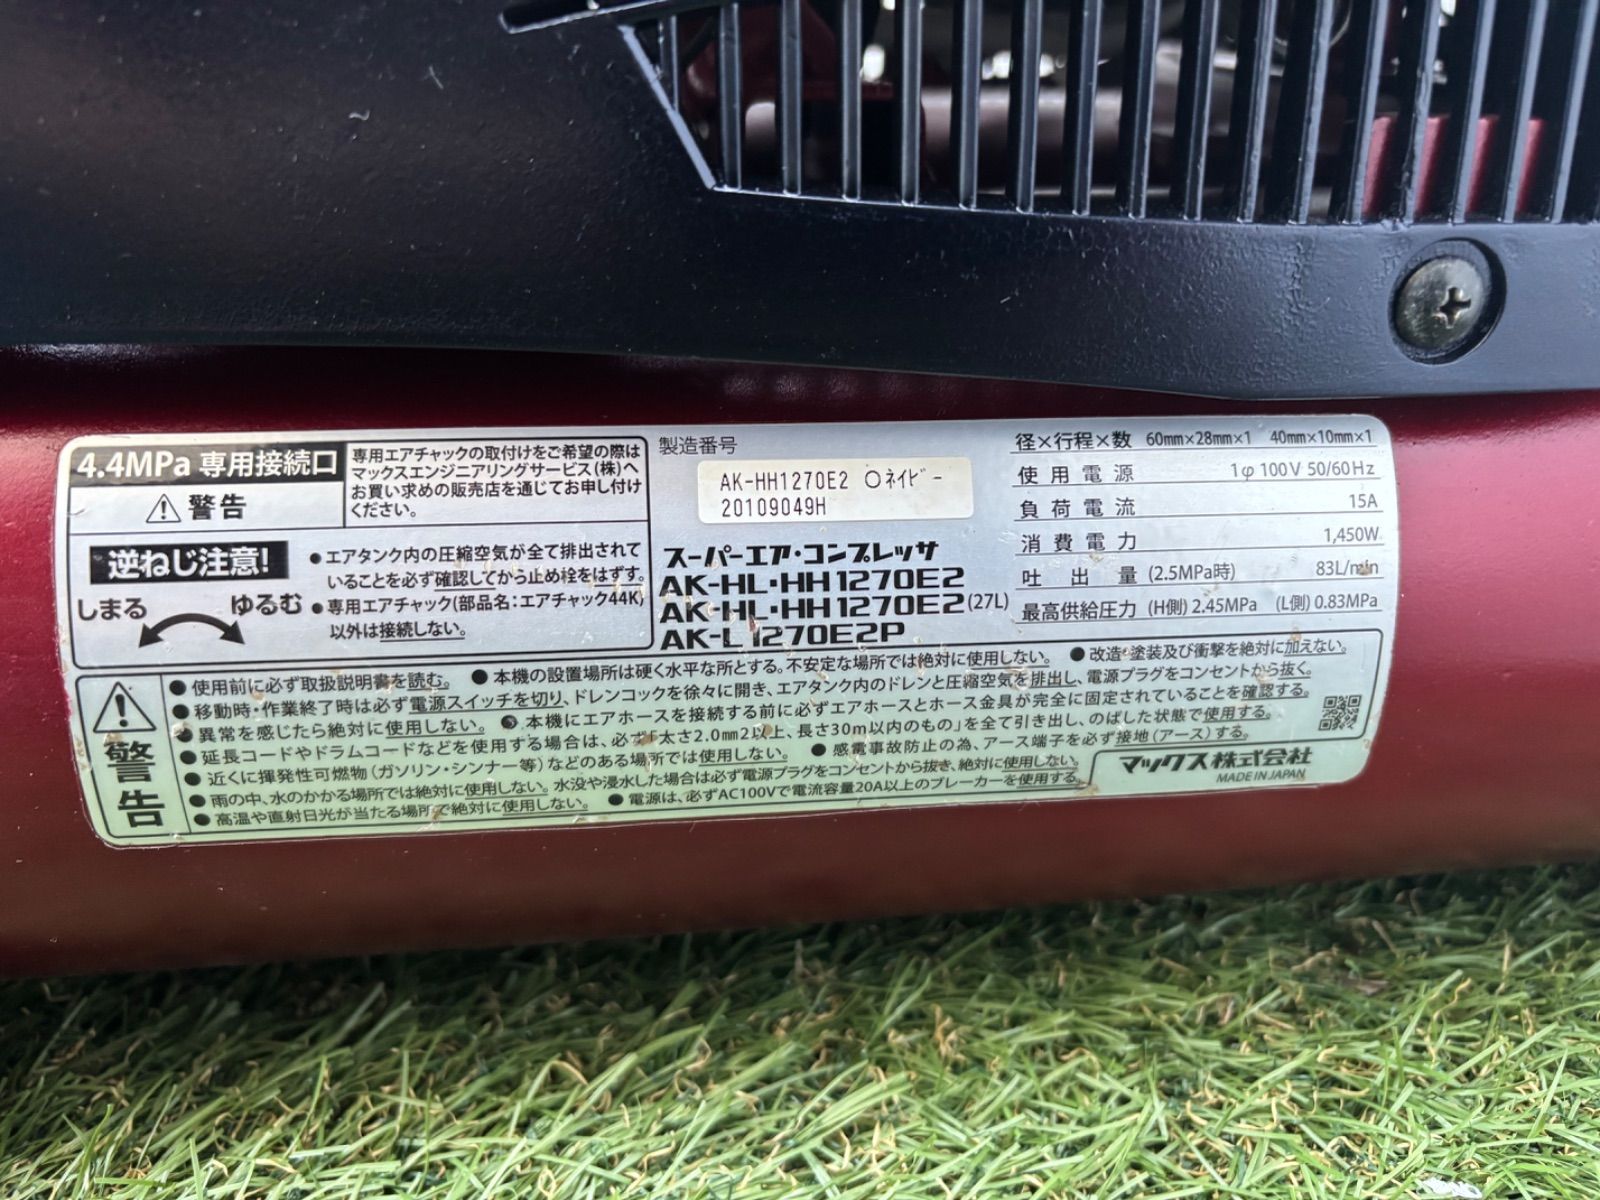 4.4MPa 専用接続口
警告
専用エアチャックの取付けをご希望の際は
マックスエンジニアリングサービス(株)へ
お買い求めの販売店を通じてお申し付け
ください。
逆ねじ注意!
しまる ゆるむ
●エアタンク内の圧縮空気が全て排出されて
いることを必ず確認してから止め栓をはずす。
●専用エアチャック(部品名:エアチャック44K)
以外は接続しない。
製造番号
AK-HH1270E2 〇ネイビー
20109049H
スーパーエア・コンプレッサ
AK-HL・HH1270E2
AK-HL・HH1270E2(27L)
AK-L1270E2P
径×行程×数 60mm×28mm×1 40mm×10mm×1
使用電源 1φ100V 50/60Hz
負荷電流 15A
消費電力 1,450W
吐出量 (2.5MPa時) 83L/min
最高供給圧力 (H側) 2.45MPa (L側) 0.83MPa
警告
●使用前に必ず取扱説明書を読む。 ●本機の設置場所は硬く水平な所とする。不安定な場所では絶対に使用しない。 ●改造・塗装及び衝撃を絶対に加えない。
●移動時・作業終了時は必ず電源スイッチを切り、ドレンコックを徐々に開き、エアタンク内のドレンと圧縮空気を排出し、電源プラグをコンセントから抜く。
●異常を感じたら絶対に使用しない。 ●本機にエアホースを接続する前に必ずエアホースとホース金具が完全に固定されていることを確認する。
●延長コードやドラムコードなどを使用する場合は、必ず「太さ2.0mm2以上、長さ30m以内のもの」を全て引き出し、のばした状態で使用する。
●近くに揮発性可燃物(ガソリン・シンナー等)などのある場所では使用しない。 ●感電事故防止の為、アース端子を必ず接地(アース)する。
●雨の中、水のかかる場所では絶対に使用しない。水没や浸水した場合は必ず電源プラグをコンセントから抜き、絶対に使用しない。
●高温や直射日光が当たる場所で絶対に使用しない。 ●電源は、必ずAC100Vで電流容量20A以上のブレーカーを使用する。
マックス株式会社
MADE IN JAPAN